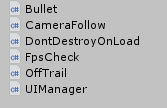 Bullet
CameraFollow
DontDestroyOnLoad
FpsCheck
OffTrail
UIManager